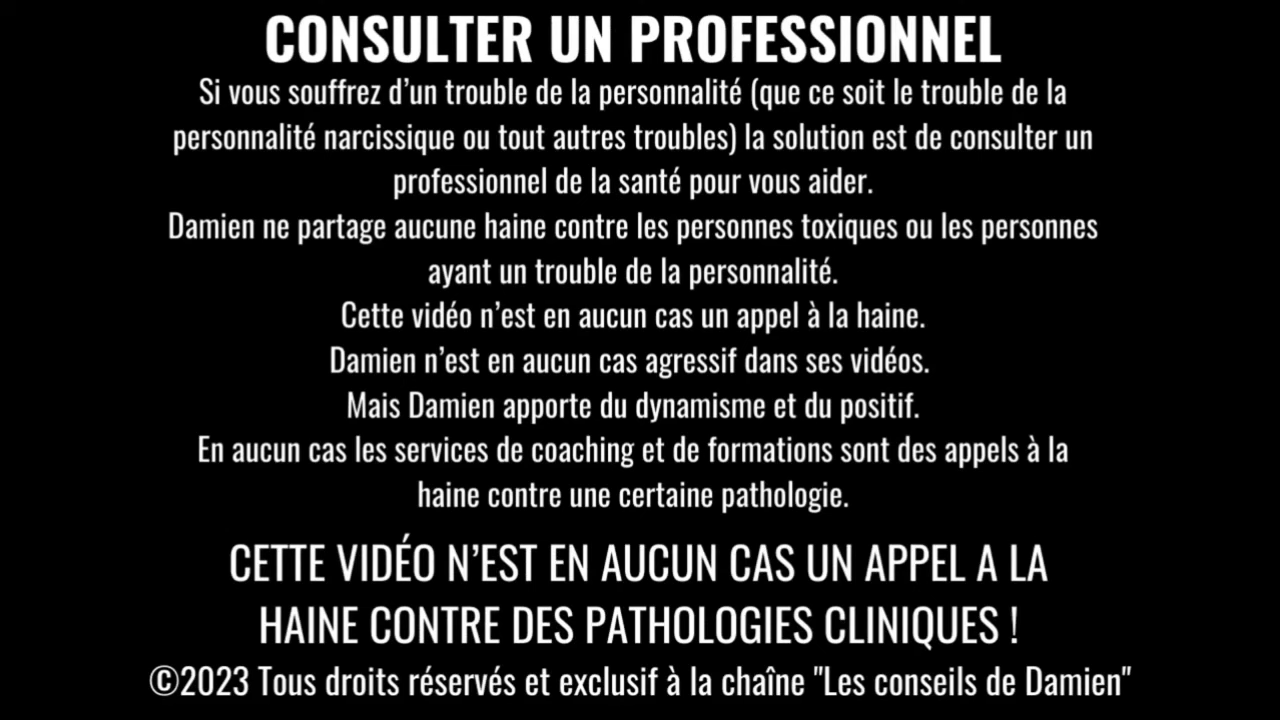 CONSULTER UN PROFESSIONNEL
Si vous souffrez d’un trouble de la personnalité (que ce soit le trouble de la
personnalité narcissique ou tout autres troubles) la solution est de consulter un
professionnel de la santé pour vous aider.
Damien ne partage aucune haine contre les personnes toxiques ou les personnes
ayant un trouble de la personnalité.
Cette vidéo n’est en aucun cas un appel à la haine.
Damien n’est en aucun cas agressif dans ses vidéos.
Mais Damien apporte du dynamisme et du positif.
En aucun cas les services de coaching et de formations sont des appels à la
haine contre une certaine pathologie.
CETTE VIDÉO N’EST EN AUCUN CAS UN APPEL A LA
HAINE CONTRE DES PATHOLOGIES CLINIQUES !
©2023 Tous droits réservés et exclusif à la chaîne "Les conseils de Damien"